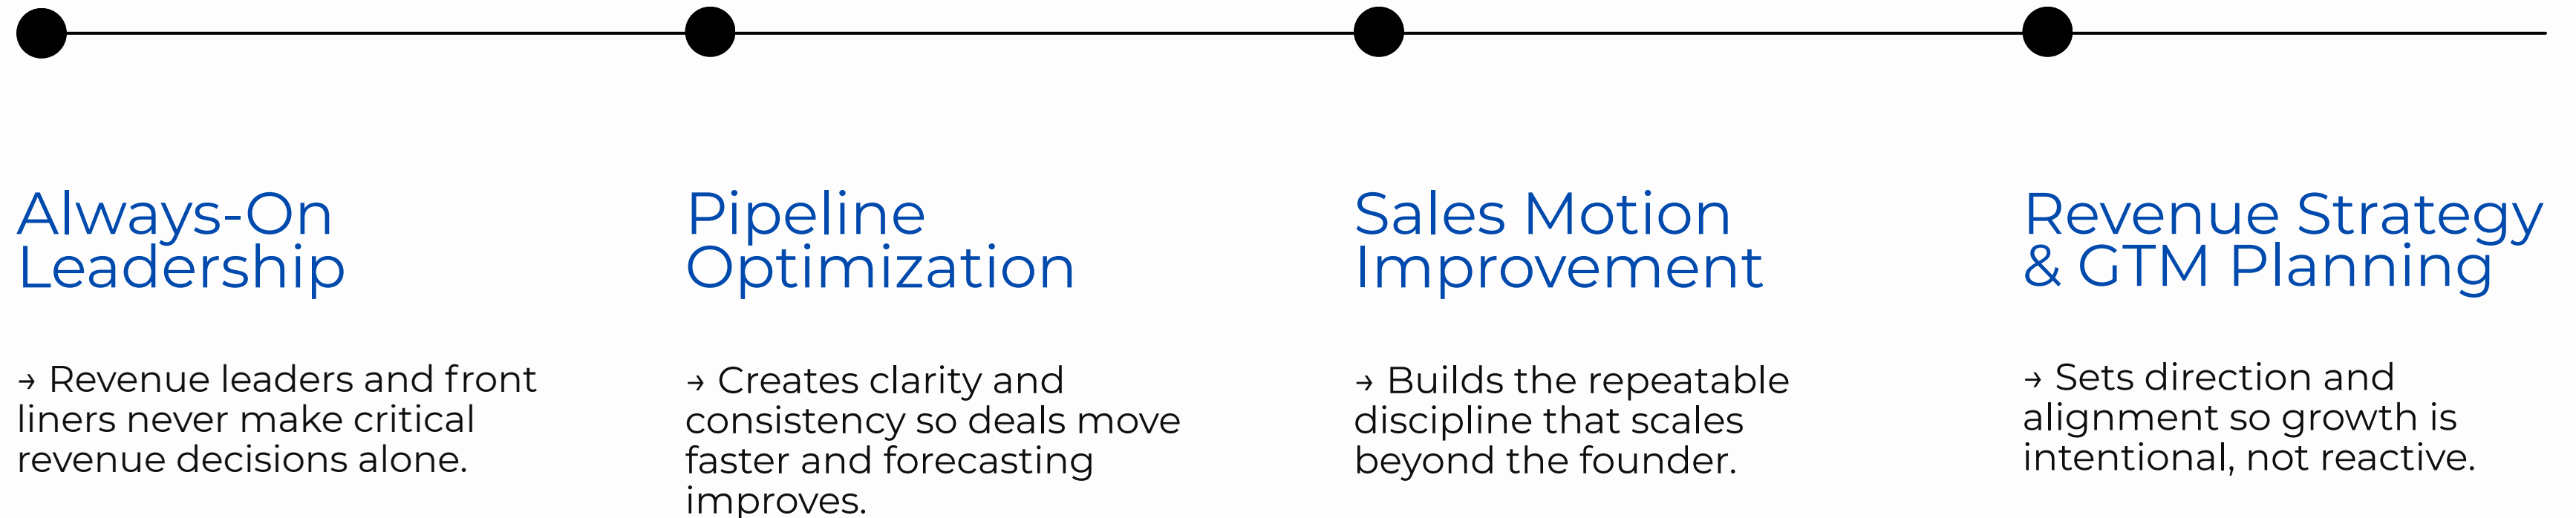 Always-On
Leadership
→ Revenue leaders and front
liners never make critical
revenue decisions alone.
Pipeline
Optimization
→ Creates clarity and
consistency so deals move
faster and forecasting
improves.
Sales Motion
Improvement
→ Builds the repeatable
discipline that scales
beyond the founder.
Revenue Strategy
& GTM Planning
→ Sets direction and
alignment so growth is
intentional, not reactive.